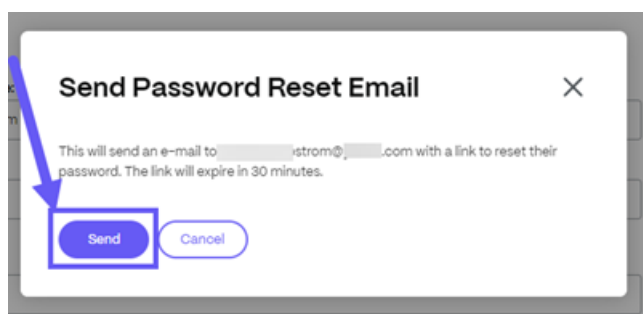 Send Password Reset Email
This will send an e-mail to strom@ .com with a link to reset their
password. The link will expire in 30 minutes.
Send
Cancel